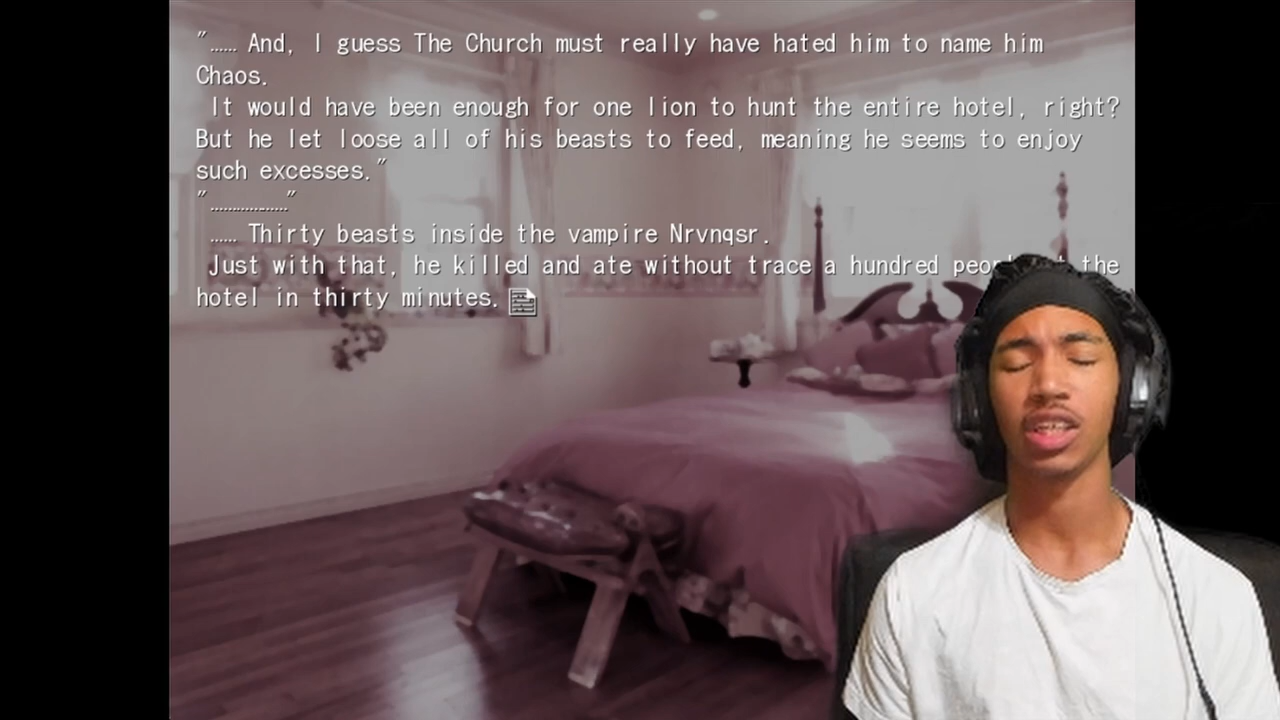 "…… And, I guess The Church must really have hated him to name him
Chaos.
It would have been enough for one lion to hunt the entire hotel, right?
But he let loose all of his beasts to feed, meaning he seems to enjoy
such excesses."
"………………"
…… Thirty beasts inside the vampire Nrvnqsr.
Just with that, he killed and ate without trace a hundred the
hotel in thirty minutes.